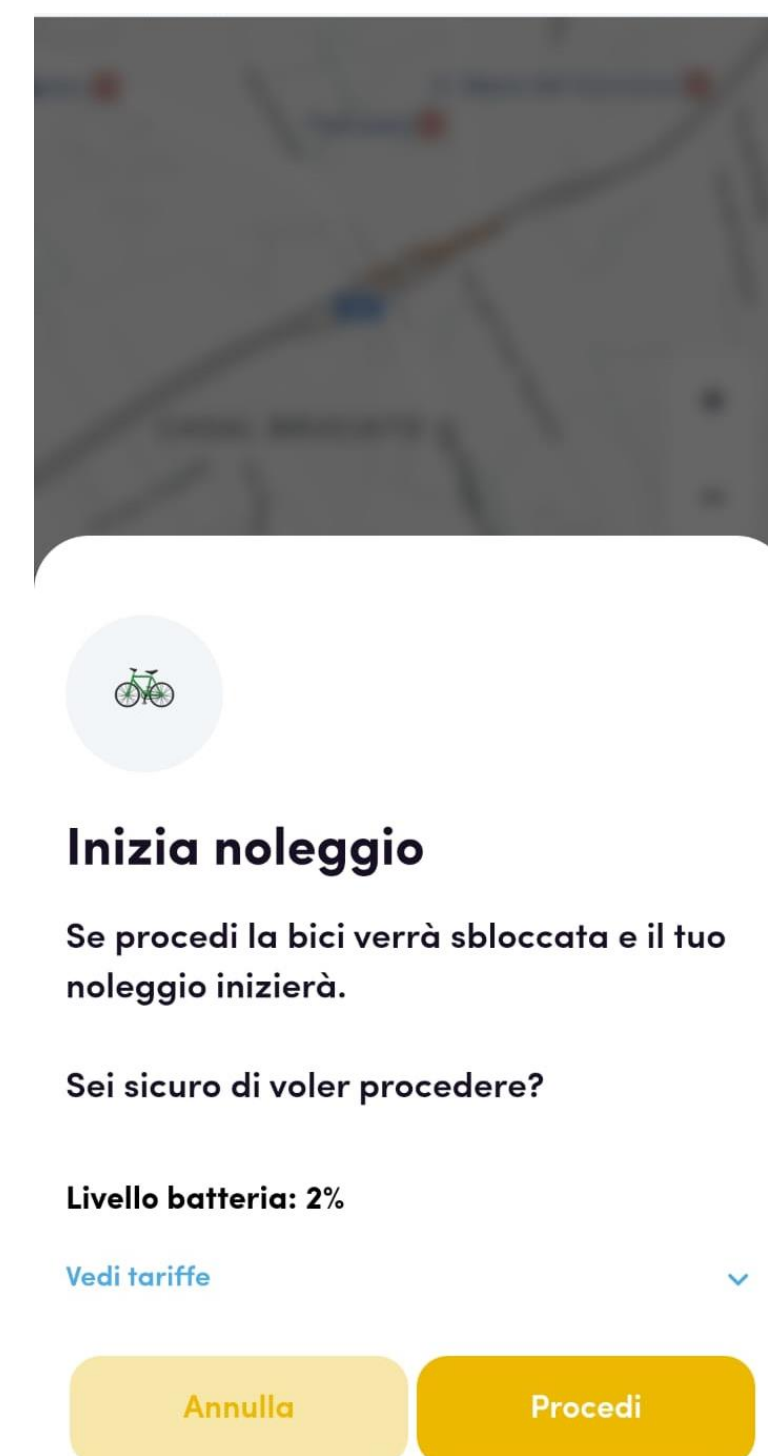 Inizia noleggio
Se procedi la bici verrà sbloccata e il tuo
noleggio inizierà.
Sei sicuro di voler procedere?
Livello batteria: 2%
Vedi tariffe
Annulla
Procedi